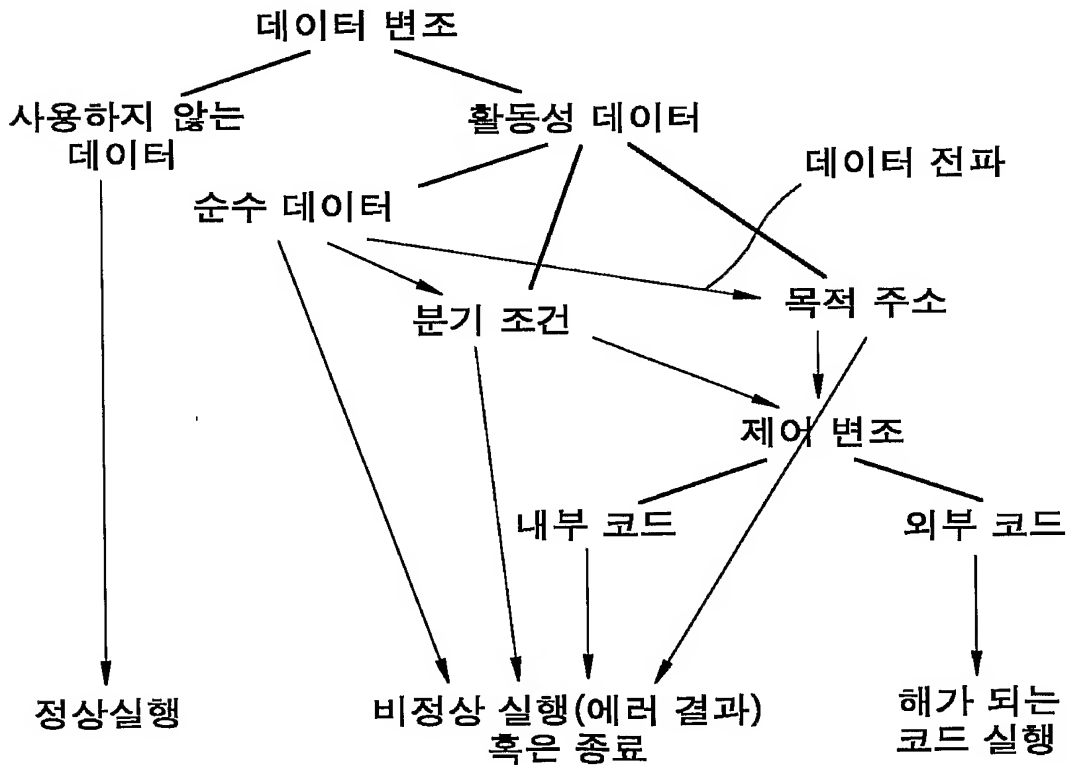 데이터 변조
사용하지 않는
데이터
활동성 데이터
데이터 전파
순수 데이터
분기 조건
목적 주소
제어 변조
내부 코드
외부 코드
정상실행
비정상 실행(에러 결과)
혹은 종료
해가 되는
코드 실행